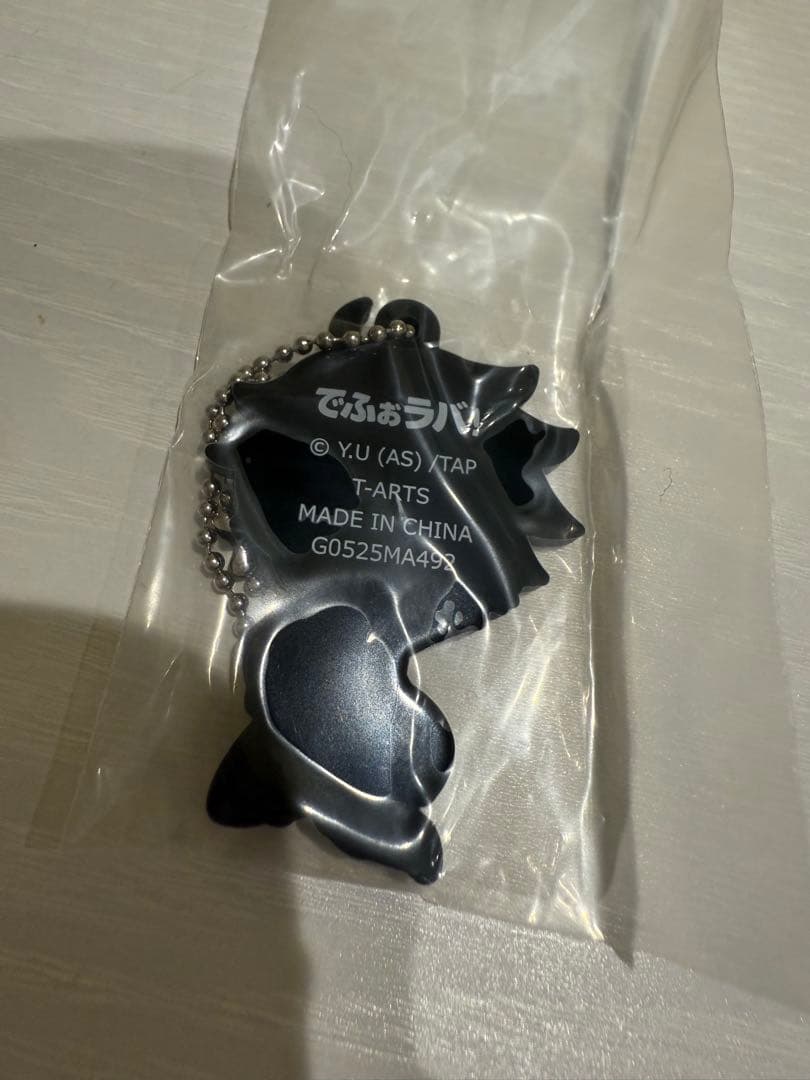 でふぉラバ!
© Y.U (AS) /TAP
T-ARTS
MADE IN CHINA
G0525MA492